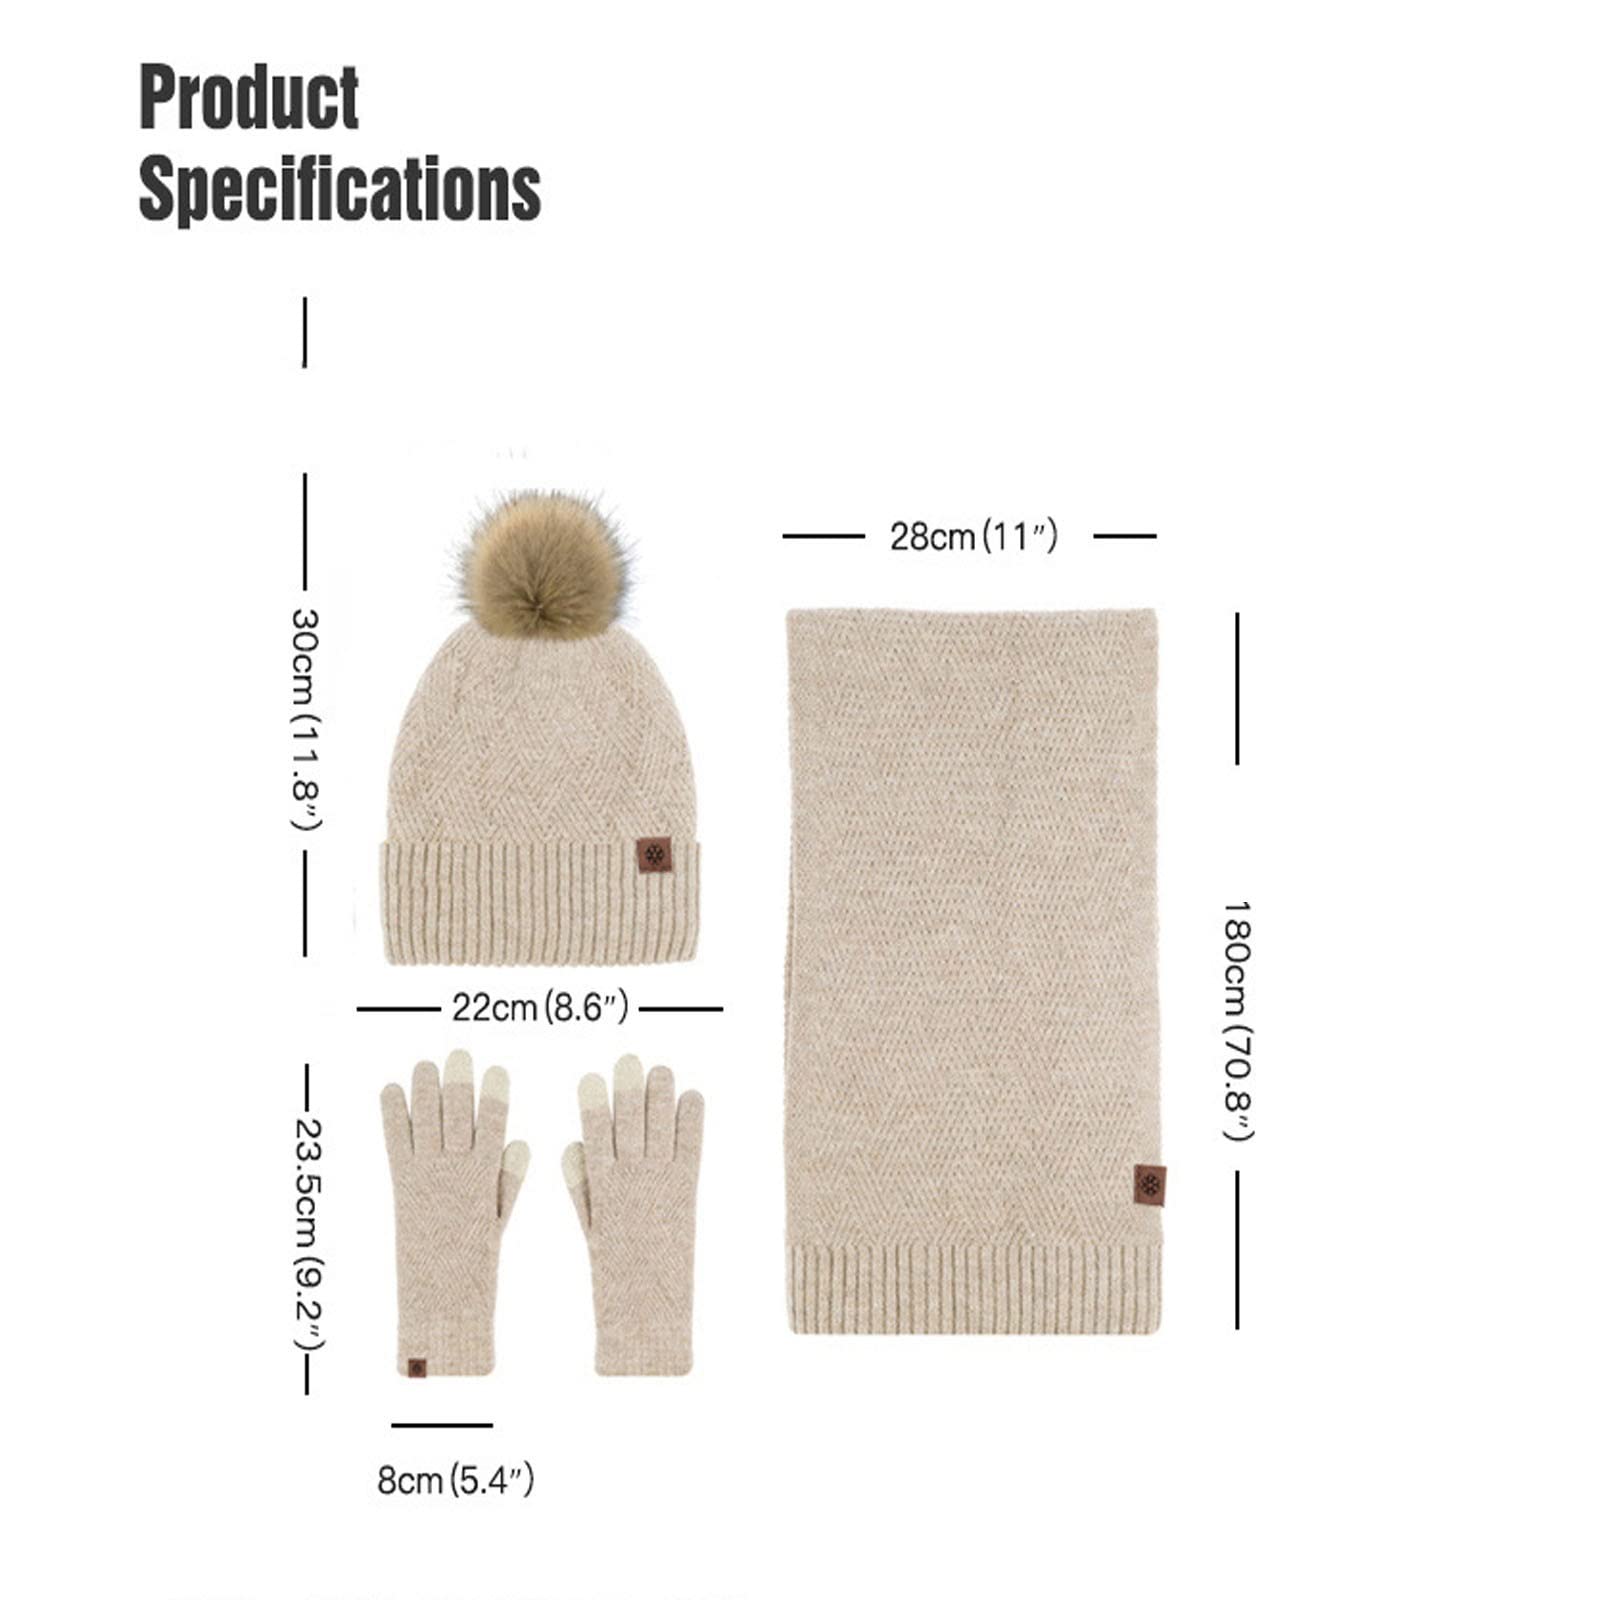 Product
Specifications
28cm(11″)
30cm(11.8″)
180cm(70.8″)
22cm(8.6″)
23.5cm(9.2″)
8cm(5.4″)